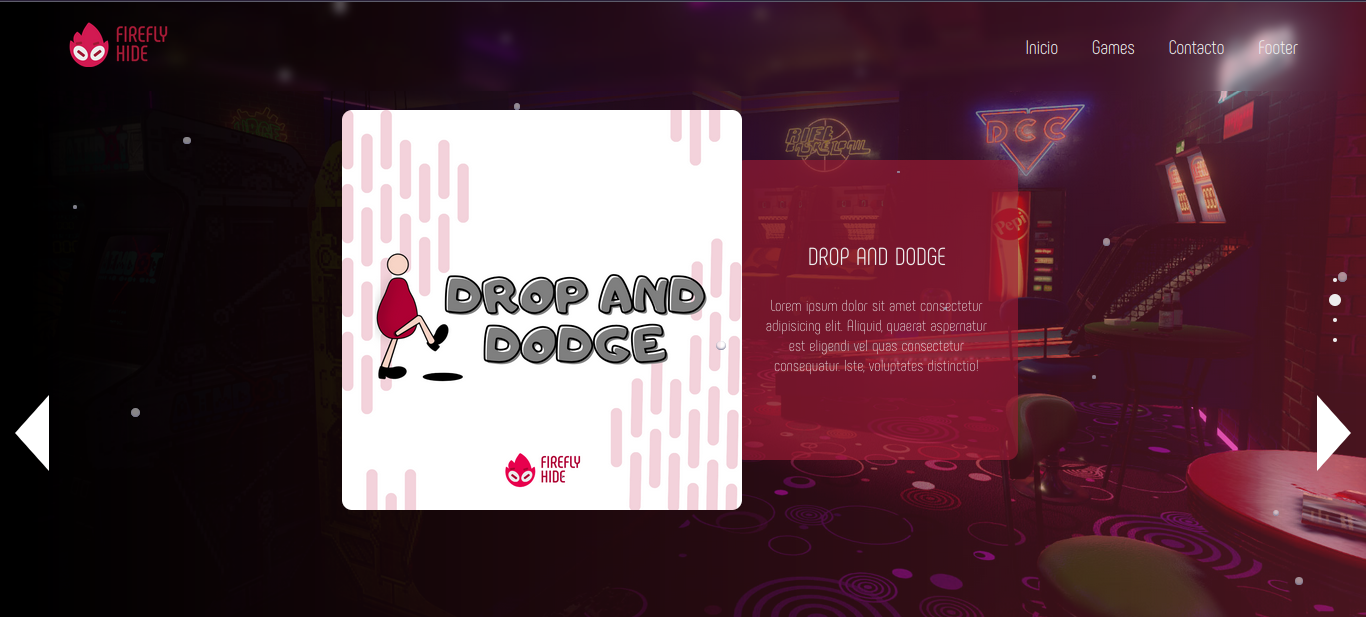 FIREFLY
HIDE
Inicio Games Contacto Footer
DCC
Pepi
DROP AND
DODGE
FIREFLY
HIDE
DROP AND DODGE
Lorem ipsum dolor sit amet consectetur
adipisicing elit. Aliquid, quaerat aspernatur
est eligendi vel quas consectetur
consequatur. Iste, voluptates distinctio!